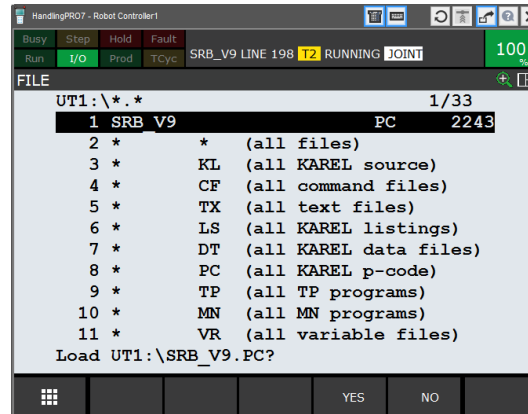 HandlingPRO7 - Robot Controller1
Busy Step Hold Fault
Run I/O Prod TCyc
SRB_V9 LINE 198 T2 RUNNING JOINT
100
%
FILE
UT1:\*.* 1/33
1 SRB_V9 PC 2243
2 * * (all files)
3 * KL (all KAREL source)
4 * CF (all command files)
5 * TX (all text files)
6 * LS (all KAREL listings)
7 * DT (all KAREL data files)
8 * PC (all KAREL p-code)
9 * TP (all TP programs)
10 * MN (all MN programs)
11 * VR (all variable files)
Load UT1:\SRB_V9.PC?
YES NO